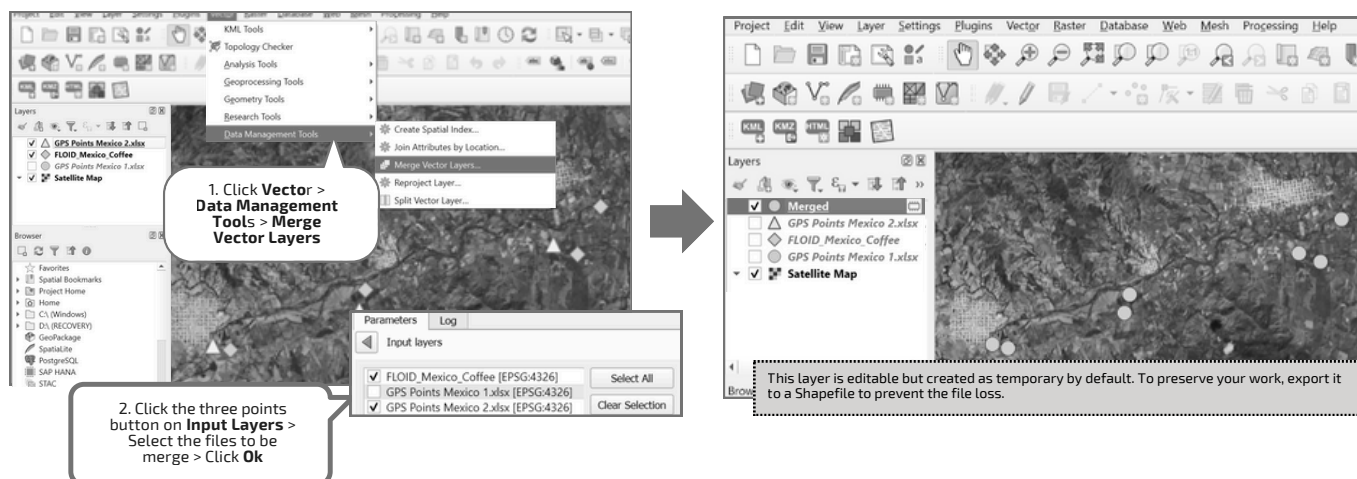 Project Edit View Layer Settings Plugins Vector Raster Database Web Mesh Processing Help
KML Tools
Topology Checker
Analysis Tools
Geoprocessing Tools
Geometry Tools
Research Tools
Data Management Tools
Create Spatial Index...
Join Attributes by Location...
Merge Vector Layers...
Reproject Layer...
Split Vector Layer...
KML KMZ HTML
Layers
GPS Points Mexico 2.xlsx
FLOID_Mexico_Coffee
GPS Points Mexico 1.xlsx
Satellite Map
1. Click Vector >
Data Management
Tools > Merge
Vector Layers
Browser
Favorites
Spatial Bookmarks
Project Home
Home
C:\ (Windows)
D:\ (RECOVERY)
GeoPackage
SpatiaLite
PostgreSQL
SAP HANA
STAC
Parameters Log
Input layers
FLOID_Mexico_Coffee [EPSG:4326]
GPS Points Mexico 1.xlsx [EPSG:4326]
GPS Points Mexico 2.xlsx [EPSG:4326]
Select All
Clear Selection
2. Click the three points
button on Input Layers >
Select the files to be
merge > Click Ok
Project Edit View Layer Settings Plugins Vector Raster Database Web Mesh Processing Help
KML KMZ HTML
Layers
Merged
GPS Points Mexico 2.xlsx
FLOID_Mexico_Coffee
GPS Points Mexico 1.xlsx
Satellite Map
This layer is editable but created as temporary by default. To preserve your work, export it
to a Shapefile to prevent the file loss.